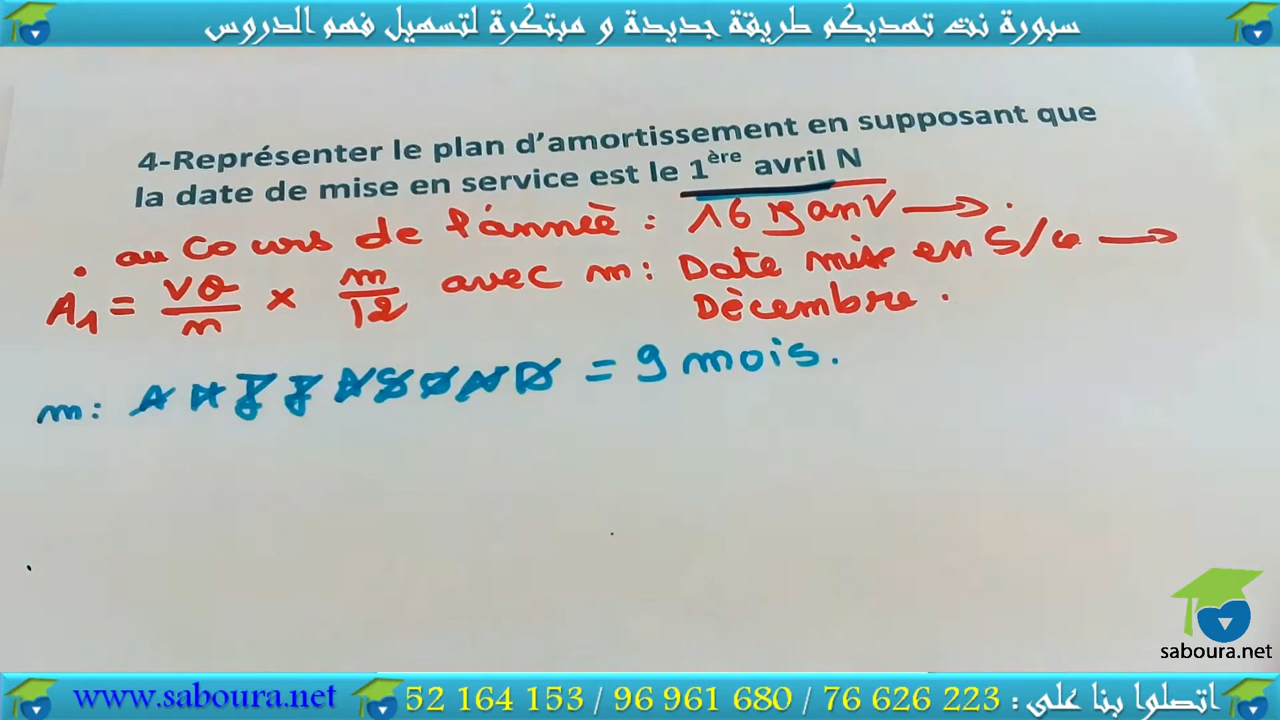 سبورة نت تهديكم طريقة جديدة و مبتكرة لتسهيل فهم الدروس
4-Représenter le plan d'amortissement en supposant que
la date de mise en service est le 1ère avril N
• au cours de l'année : 16 Janv →.
A1 = VO/n × m/12 avec m: Date mise en S/ce →
Dècembre.
m: A M J J A S O N D = 9 mois.
saboura.net
www.saboura.net 52 164 153 / 96 961 680 / 76 626 223 : اتصلوا بنا على